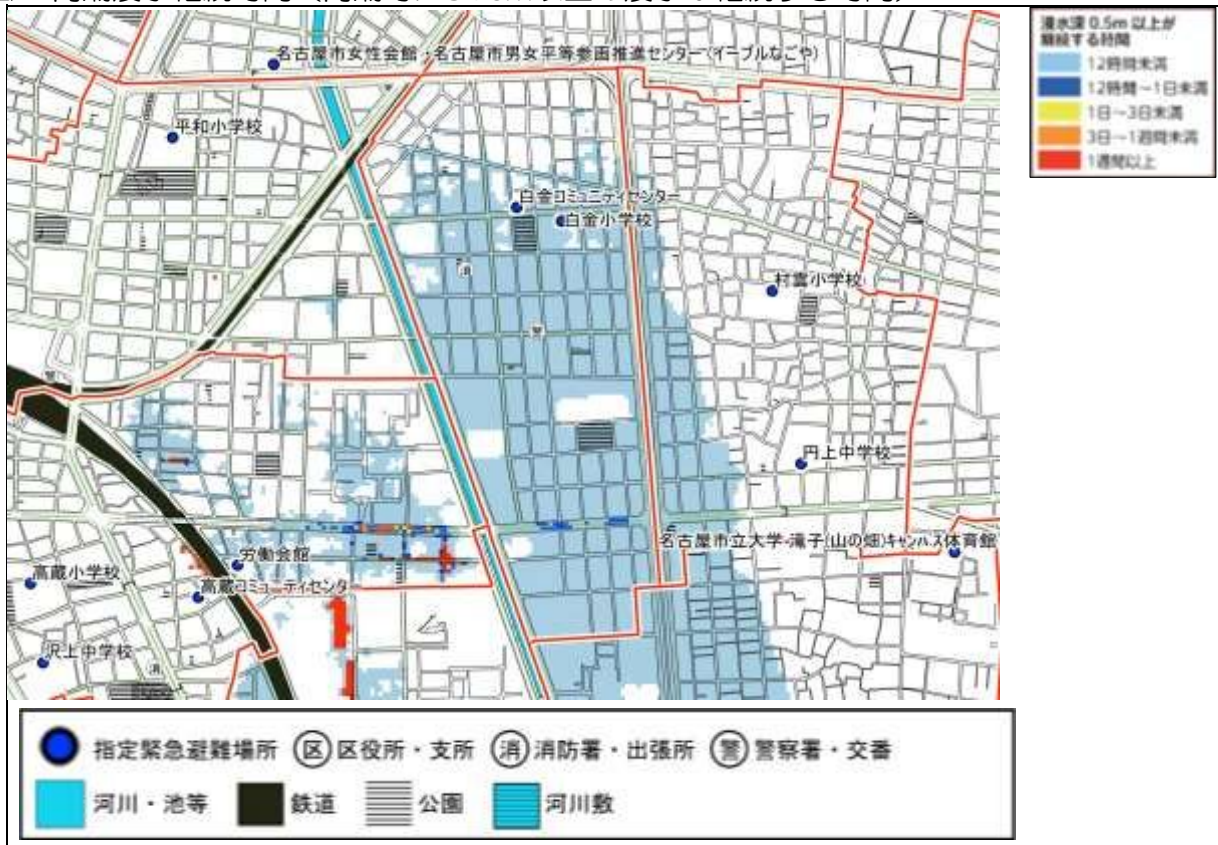 浸水深 0.5m 以上が
継続する時間
12時間未満
12時間～1日未満
1日～3日未満
3日～1週間未満
1週間以上
名古屋市女性会館・名古屋市男女平等参画推進センター(イーブルなごや)
平和小学校
白金コミュニティセンター
白金小学校
消
村雲小学校
警
円上中学校
名古屋市立大学 滝子(山の畑)キャンパス体育館
労働会館
高蔵小学校
高蔵コミュニティセンタ
沢上中学校
消
指定緊急避難場所 区 区役所・支所 消 消防署・出張所 警 警察署・交番
河川・池等 鉄道 公園 河川敷